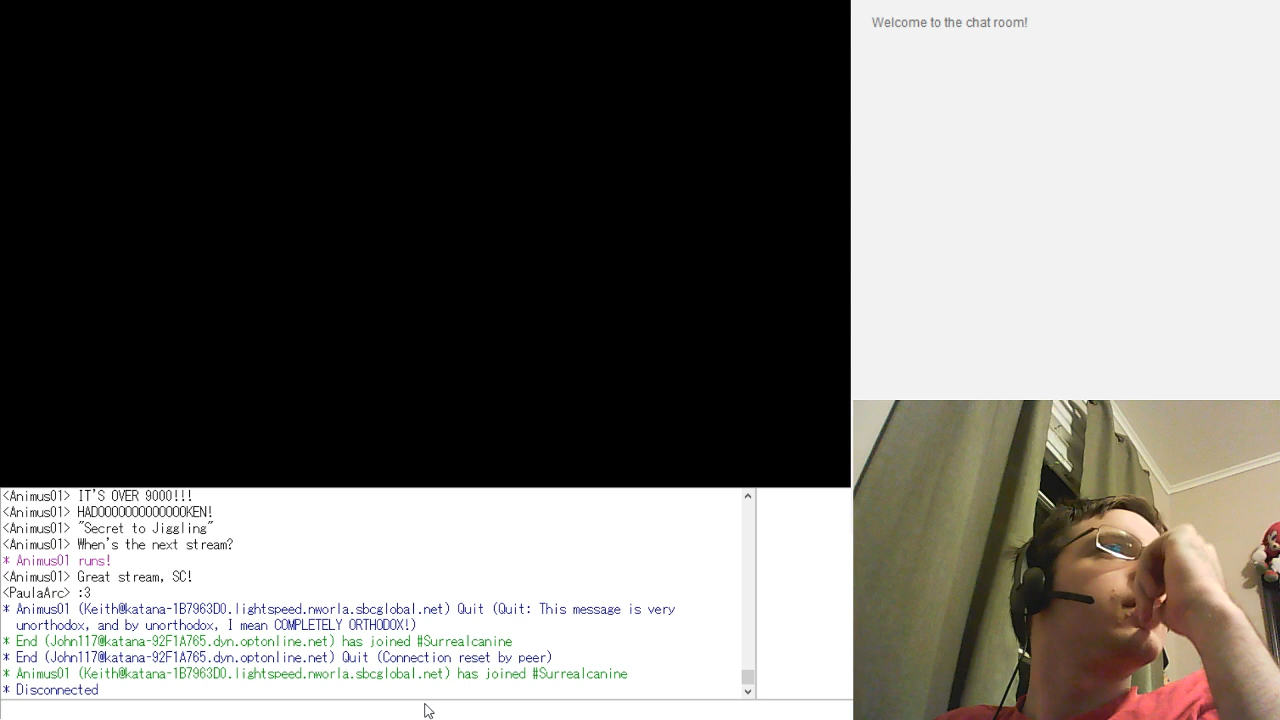 Welcome to the chat room!
<Animus01> IT'S OVER 9000!!!
<Animus01> HADOOOOOOOOOOOOOKEN!
<Animus01> "Secret to Jiggling"
<Animus01> When's the next stream?
* Animus01 runs!
<Animus01> Great stream, SC!
<PaulaArc> :3
* Animus01 (Keith@katana-1B7963D0.lightspeed.nworla.sbcglobal.net) Quit (Quit: This message is very
unorthodox, and by unorthodox, I mean COMPLETELY ORTHODOX!)
* End (John117@katana-92F1A765.dyn.optonline.net) has joined #Surrealcanine
* End (John117@katana-92F1A765.dyn.optonline.net) Quit (Connection reset by peer)
* Animus01 (Keith@katana-1B7963D0.lightspeed.nworla.sbcglobal.net) has joined #Surrealcanine
* Disconnected